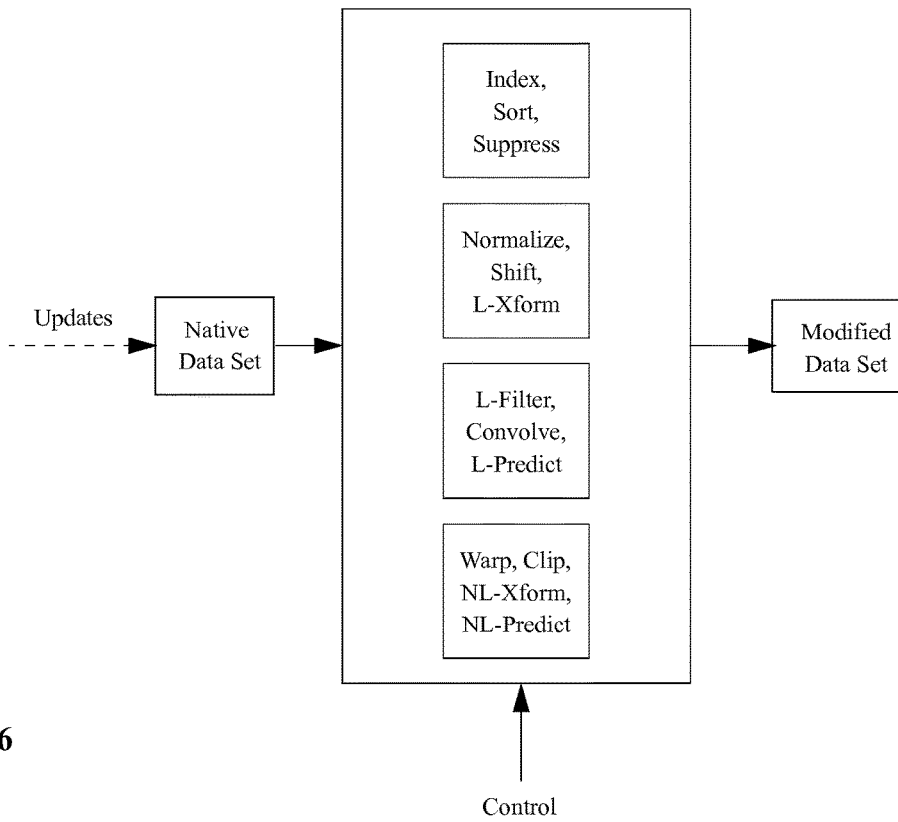 Index,
Sort,
Suppress
Normalize,
Shift,
L-Xform
Updates
Native
Data Set
Modified
Data Set
L-Filter,
Convolve,
L-Predict
Warp, Clip,
NL-Xform,
NL-Predict
6
Control